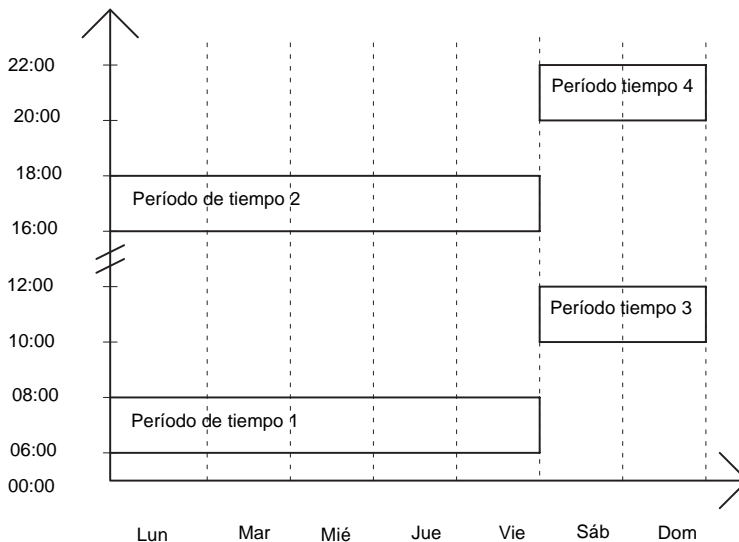 22:00
Período tiempo 4
20:00
18:00
Período de tiempo 2
16:00
12:00
Período tiempo 3
10:00
08:00
Período de tiempo 1
06:00
00:00
Lun Mar Mié Jue Vie Sáb Dom